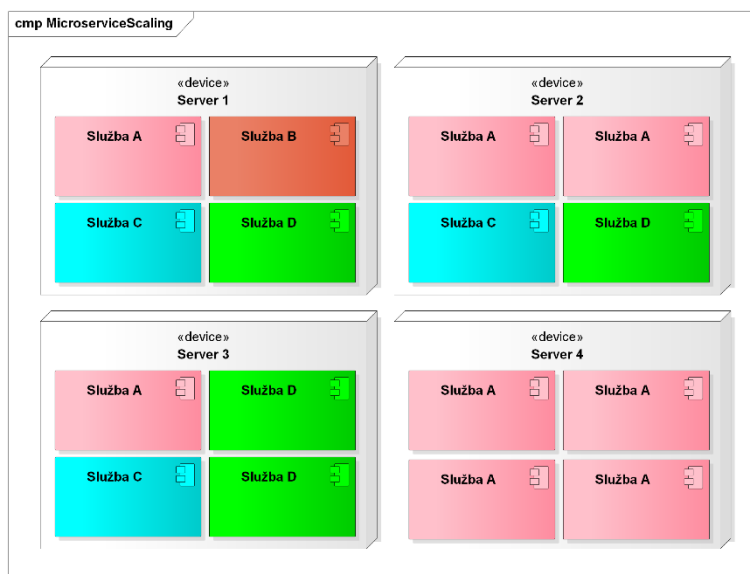 cmp MicroserviceScaling
«device»
Server 1
Služba A
Služba B
Služba C
Služba D
«device»
Server 2
Služba A
Služba A
Služba C
Služba D
«device»
Server 3
Služba A
Služba D
Služba C
Služba D
«device»
Server 4
Služba A
Služba A
Služba A
Služba A